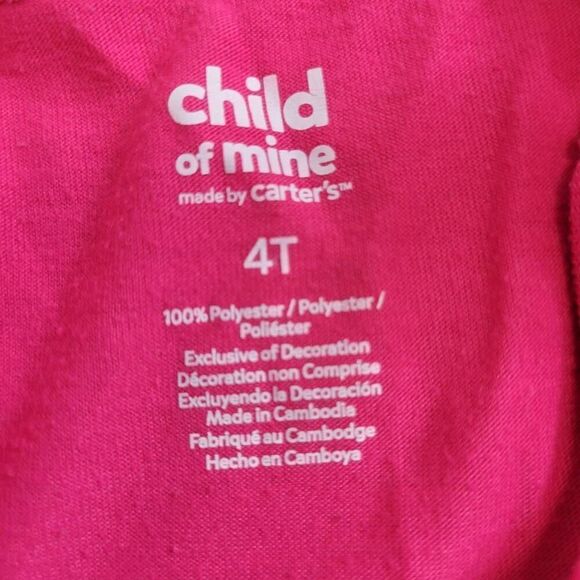 child
of mine
made by carter's™
4T
100% Polyester / Polyester /
Poliéster
Exclusive of Decoration
Décoration non Comprise
Excluyendo la Decoración
Made in Cambodia
Fabriqué au Cambodge
Hecho en Camboya